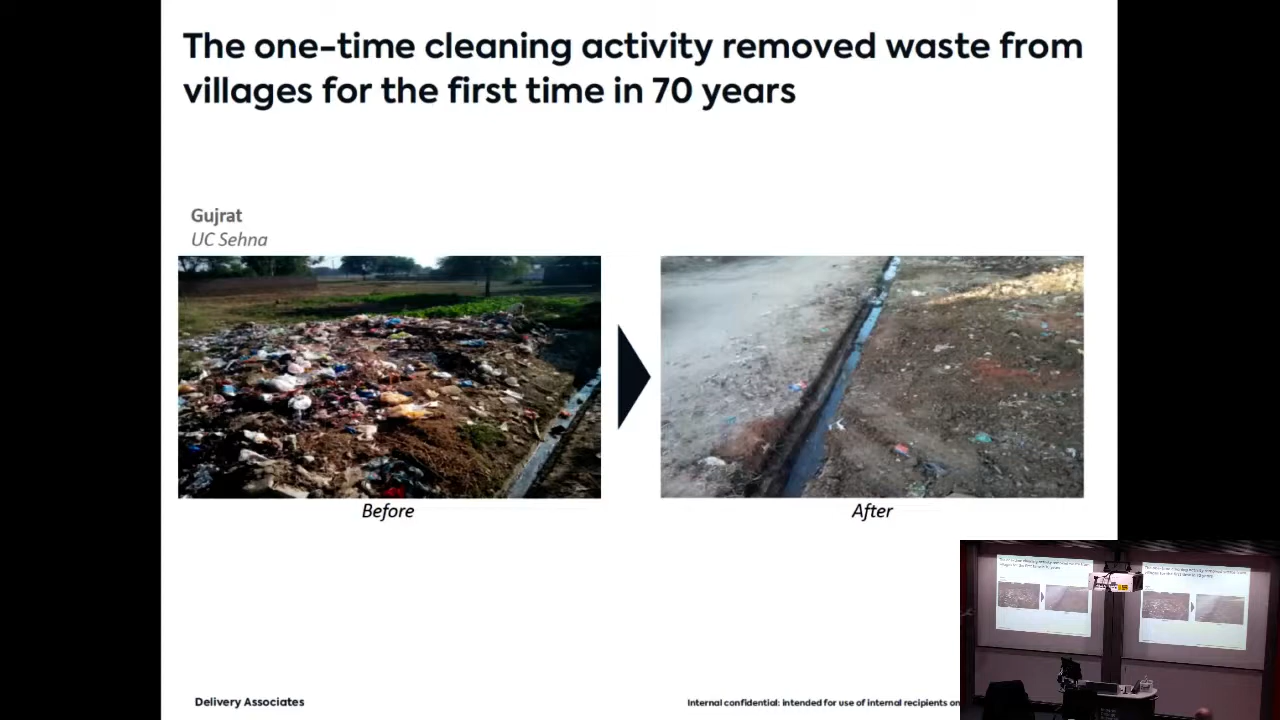 The one-time cleaning activity removed waste from
villages for the first time in 70 years
Gujrat
UC Sehna
Before
After
Delivery Associates
Internal confidential: intended for use of internal recipients